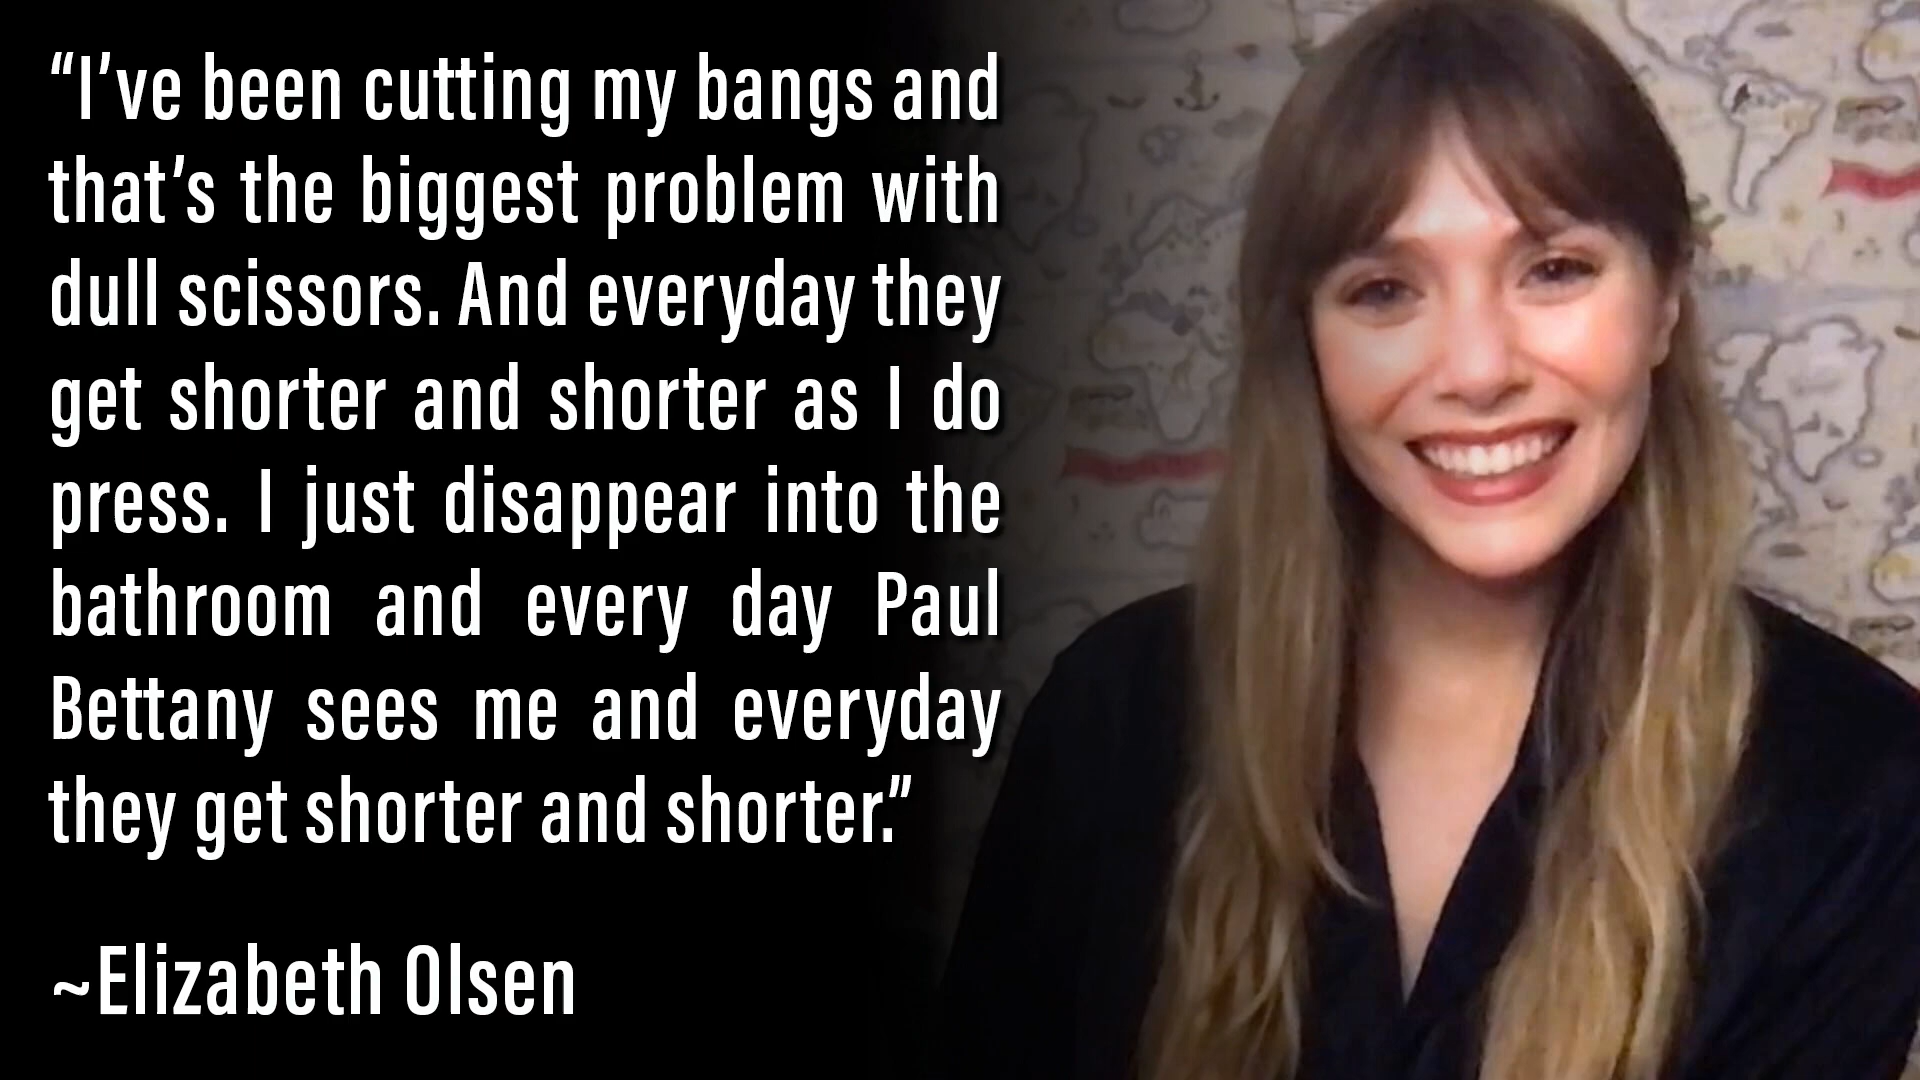 “I’ve been cutting my bangs and
that’s the biggest problem with
dull scissors. And everyday they
get shorter and shorter as I do
press. I just disappear into the
bathroom and every day Paul
Bettany sees me and everyday
they get shorter and shorter.”
~Elizabeth Olsen